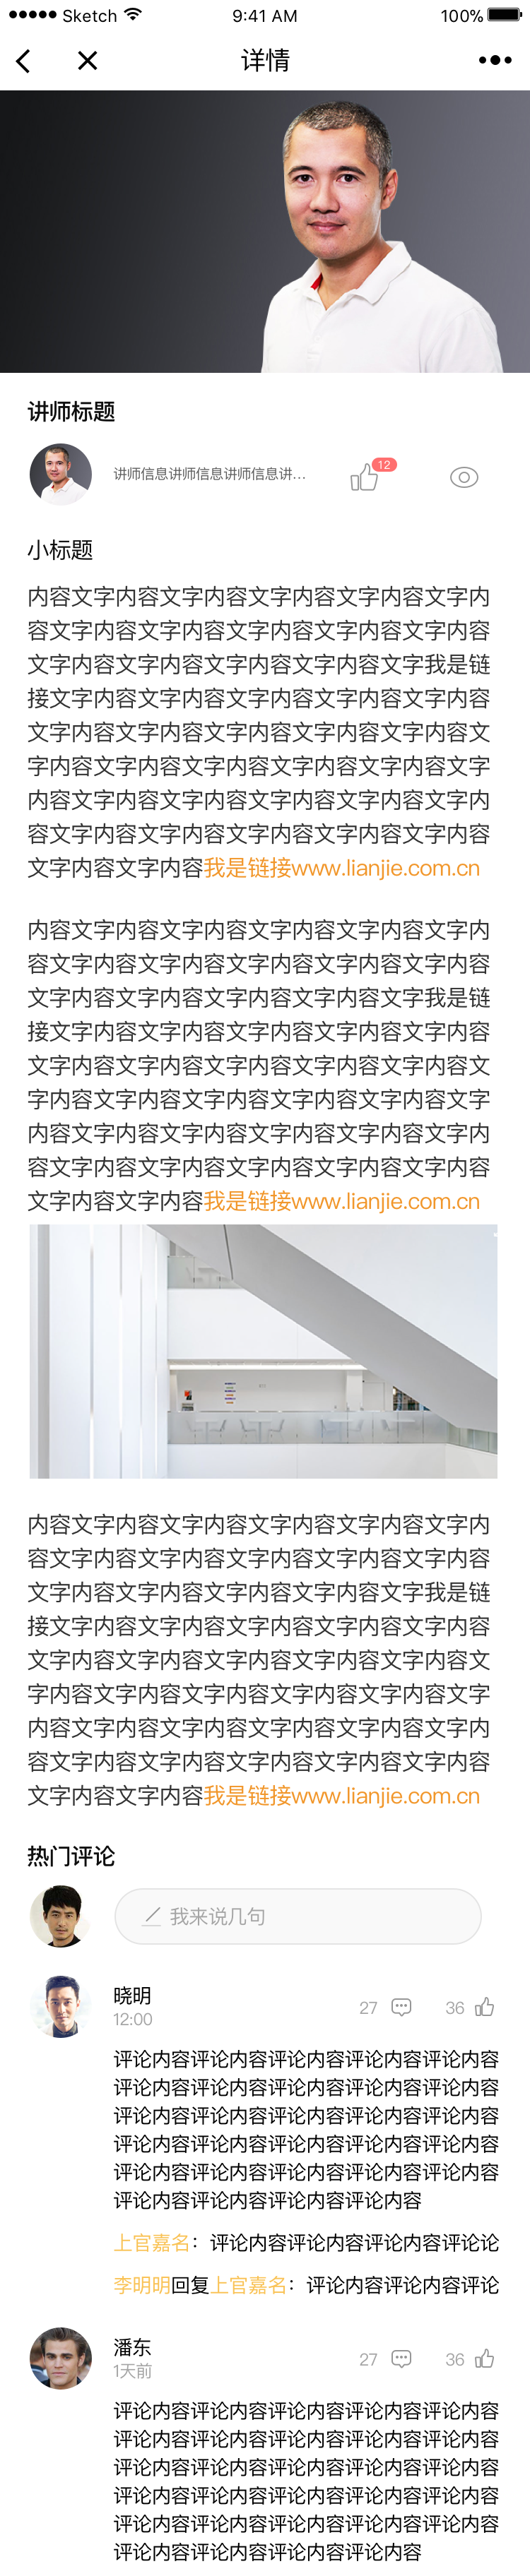 Sketch 9:41 AM 100%
详情
讲师标题
讲师信息讲师信息讲师信息讲...
12
小标题
内容文字内容文字内容文字内容文字内容文字内
容文字内容文字内容文字内容文字内容文字内容
文字内容文字内容文字内容文字内容文字我是链
接文字内容文字内容文字内容文字内容文字内容
文字内容文字内容文字内容文字内容文字内容文
字内容文字内容文字内容文字内容文字内容文字
内容文字内容文字内容文字内容文字内容文字内
容文字内容文字内容文字内容文字内容文字内容
文字内容文字内容我是链接www.lianjie.com.cn
内容文字内容文字内容文字内容文字内容文字内
容文字内容文字内容文字内容文字内容文字内容
文字内容文字内容文字内容文字内容文字我是链
接文字内容文字内容文字内容文字内容文字内容
文字内容文字内容文字内容文字内容文字内容文
字内容文字内容文字内容文字内容文字内容文字
内容文字内容文字内容文字内容文字内容文字内
容文字内容文字内容文字内容文字内容文字内容
文字内容文字内容我是链接www.lianjie.com.cn
内容文字内容文字内容文字内容文字内容文字内
容文字内容文字内容文字内容文字内容文字内容
文字内容文字内容文字内容文字内容文字我是链
接文字内容文字内容文字内容文字内容文字内容
文字内容文字内容文字内容文字内容文字内容文
字内容文字内容文字内容文字内容文字内容文字
内容文字内容文字内容文字内容文字内容文字内
容文字内容文字内容文字内容文字内容文字内容
文字内容文字内容我是链接www.lianjie.com.cn
热门评论
我来说几句
晓明
12:00
27 36
评论内容评论内容评论内容评论内容评论内容
评论内容评论内容评论内容评论内容评论内容
评论内容评论内容评论内容评论内容评论内容
评论内容评论内容评论内容评论内容评论内容
评论内容评论内容评论内容评论内容评论内容
评论内容评论内容评论内容评论内容
上官嘉名：评论内容评论内容评论内容评论论
李明明回复上官嘉名：评论内容评论内容评论
潘东
1天前
27 36
评论内容评论内容评论内容评论内容评论内容
评论内容评论内容评论内容评论内容评论内容
评论内容评论内容评论内容评论内容评论内容
评论内容评论内容评论内容评论内容评论内容
评论内容评论内容评论内容评论内容评论内容
评论内容评论内容评论内容评论内容